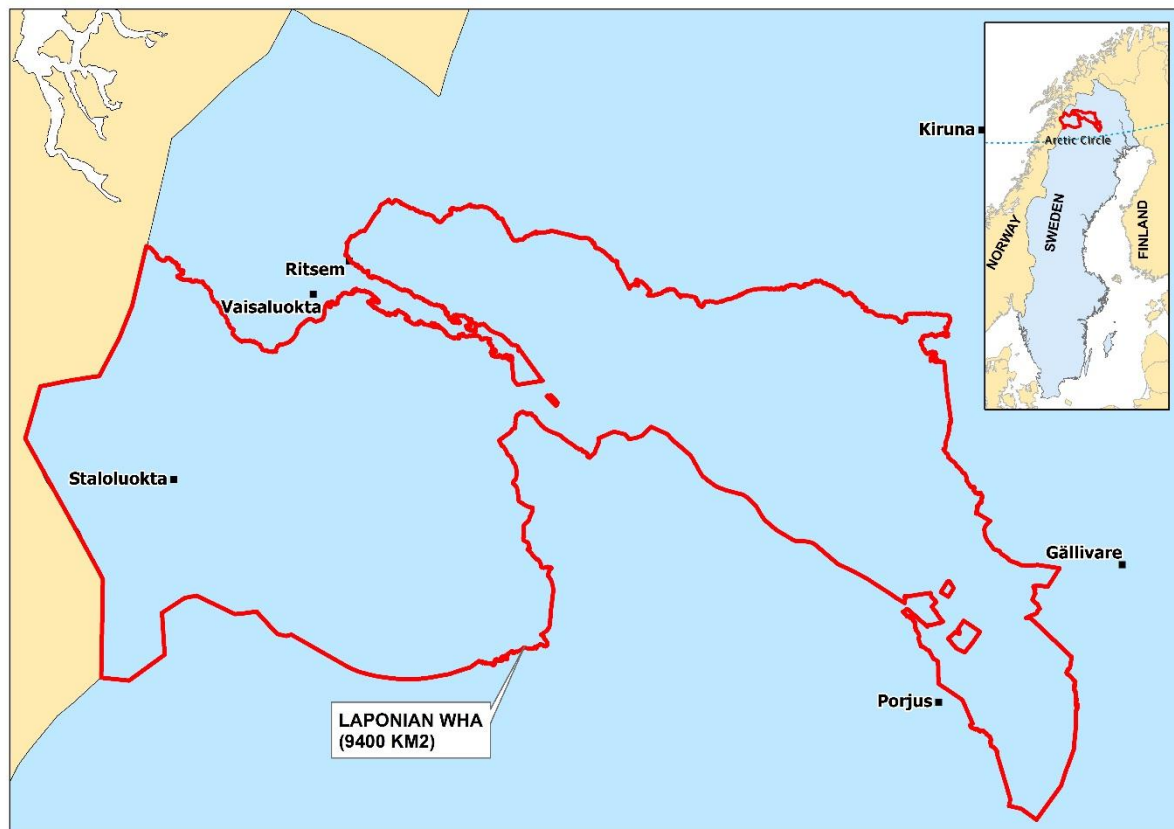 Kiruna
Arctic Circle
NORWAY
SWEDEN
FINLAND
Ritsem
Vaisaluokta
Staloluokta
Gällivare
Porjus
LAPONIAN WHA
(9400 KM2)